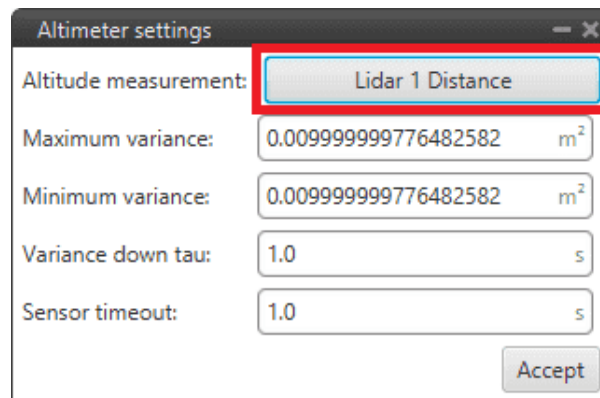 Altimeter settings
Altitude measurement: Lidar 1 Distance
Maximum variance: 0.009999999776482582 m²
Minimum variance: 0.009999999776482582 m²
Variance down tau: 1.0 s
Sensor timeout: 1.0 s
Accept